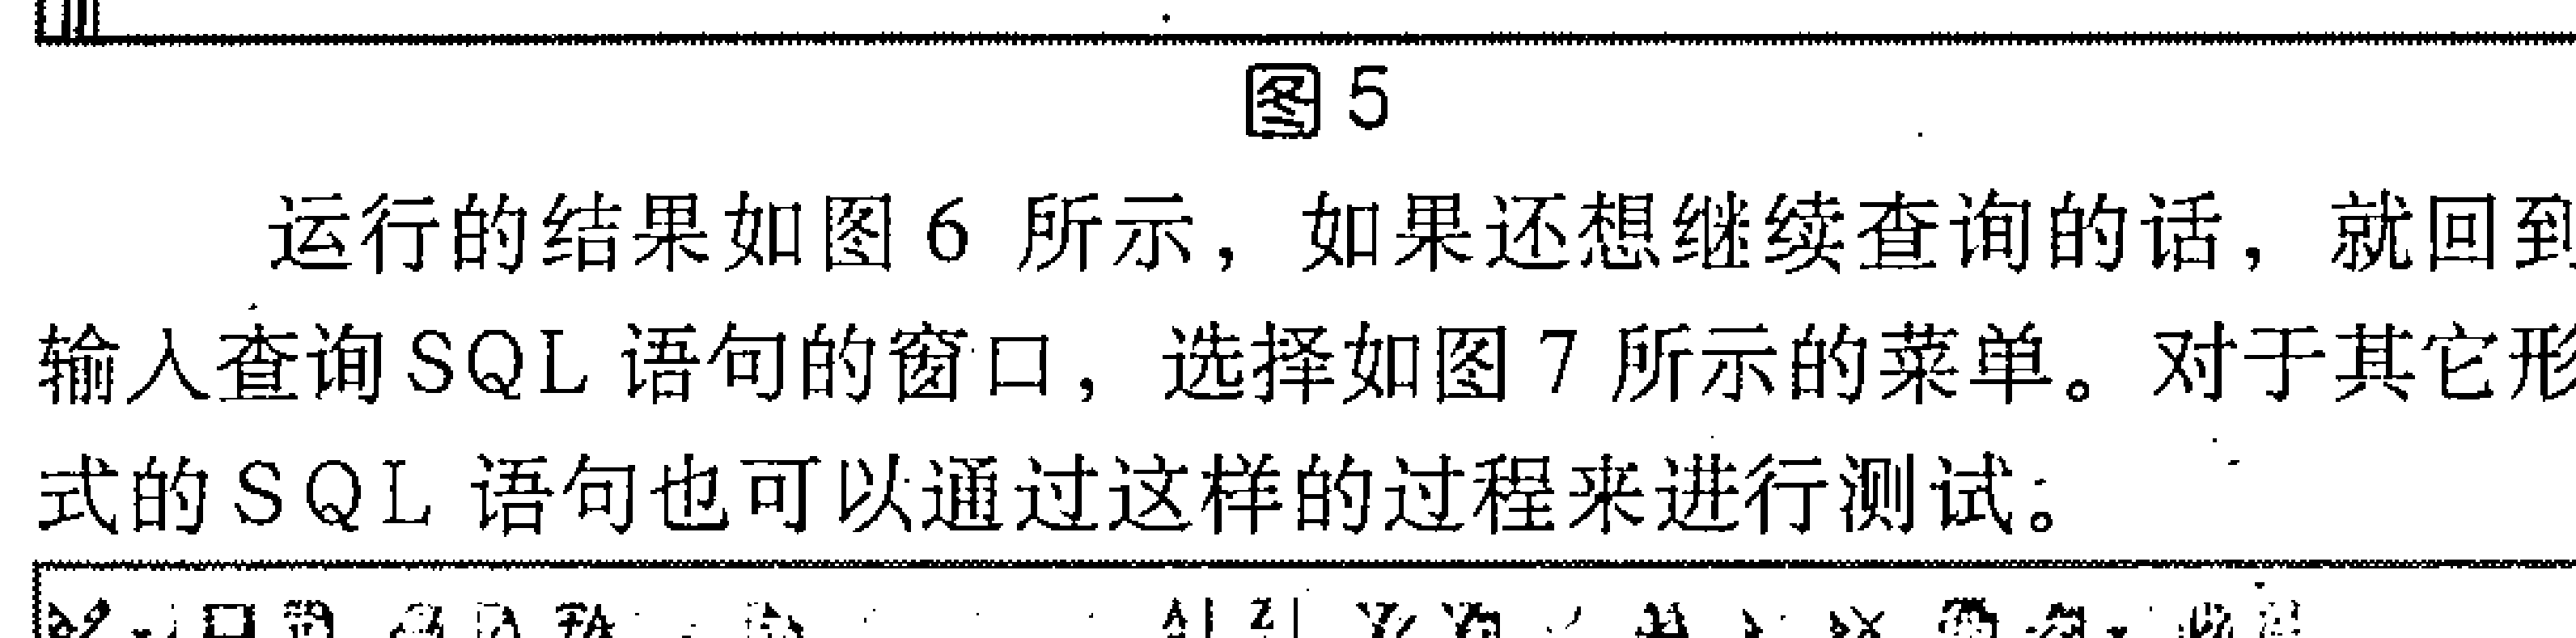 图5
运行的结果如图6 所示，如果还想继续查询的话，就回到
输入查询SQL 语句的窗口，选择如图7 所示的菜单。对于其它形
式的SQL 语句也可以通过这样的过程来进行测试。